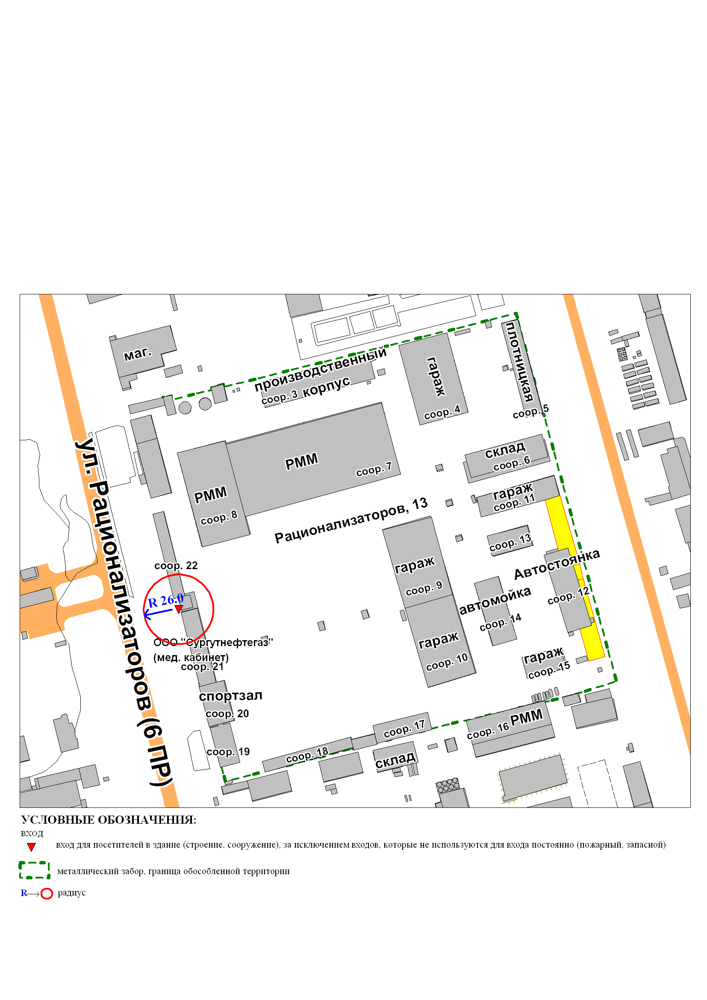 маг.
производственный
корпус
соор. 3
гараж
соор. 4
плотницкая
соор. 5
склад
соор. 6
РММ
соор. 7
РММ
соор. 8
гараж
соор. 11
Рационализаторов, 13
соор. 13
ул. Рационализаторов (6 ПР)
соор. 22
R 26.0
гараж
соор. 9
Автостоянка
соор. 12
автомойка
соор. 14
ООО "Сургутнефтегаз"
(мед. кабинет)
соор. 21
гараж
соор. 10
гараж
соор. 15
спортзал
соор. 20
соор. 19
соор. 18
соор. 17
склад
соор. 16
РММ
УСЛОВНЫЕ ОБОЗНАЧЕНИЯ:
ВХОД
вход для посетителей в здание (строение, сооружение), за исключением входов, которые не используются для входа постоянно (пожарный, запасной)
металлический забор, граница обособленной территории
R
радиус